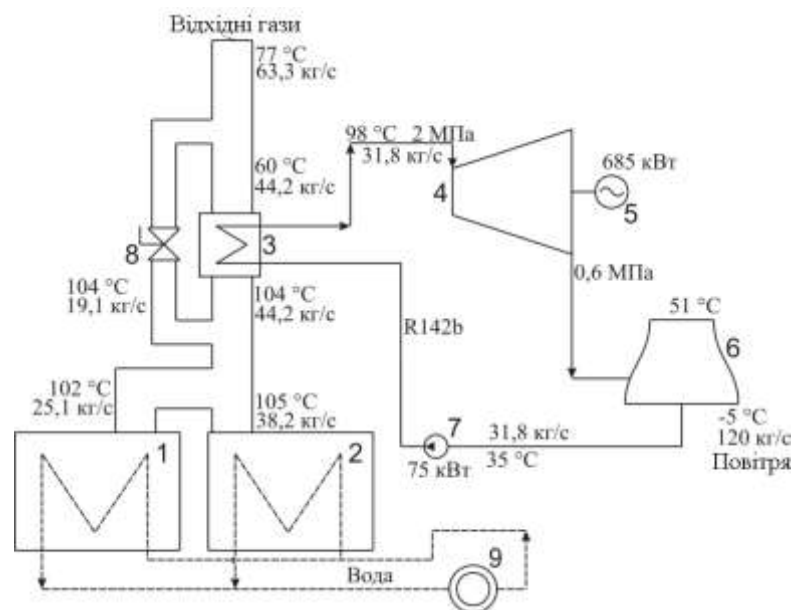 Відхідні гази
77 °C
63,3 кг/с
98 °C 2 МПа
31,8 кг/с
60 °C
44,2 кг/с
685 кВт
4
5
8
3
0,6 МПа
104 °C
19,1 кг/с
104 °C
44,2 кг/с
R142b
51 °C
6
102 °C
25,1 кг/с
105 °C
38,2 кг/с
-5 °C
120 кг/с
Повітря
7
31,8 кг/с
75 кВт
35 °C
1
2
9
Вода